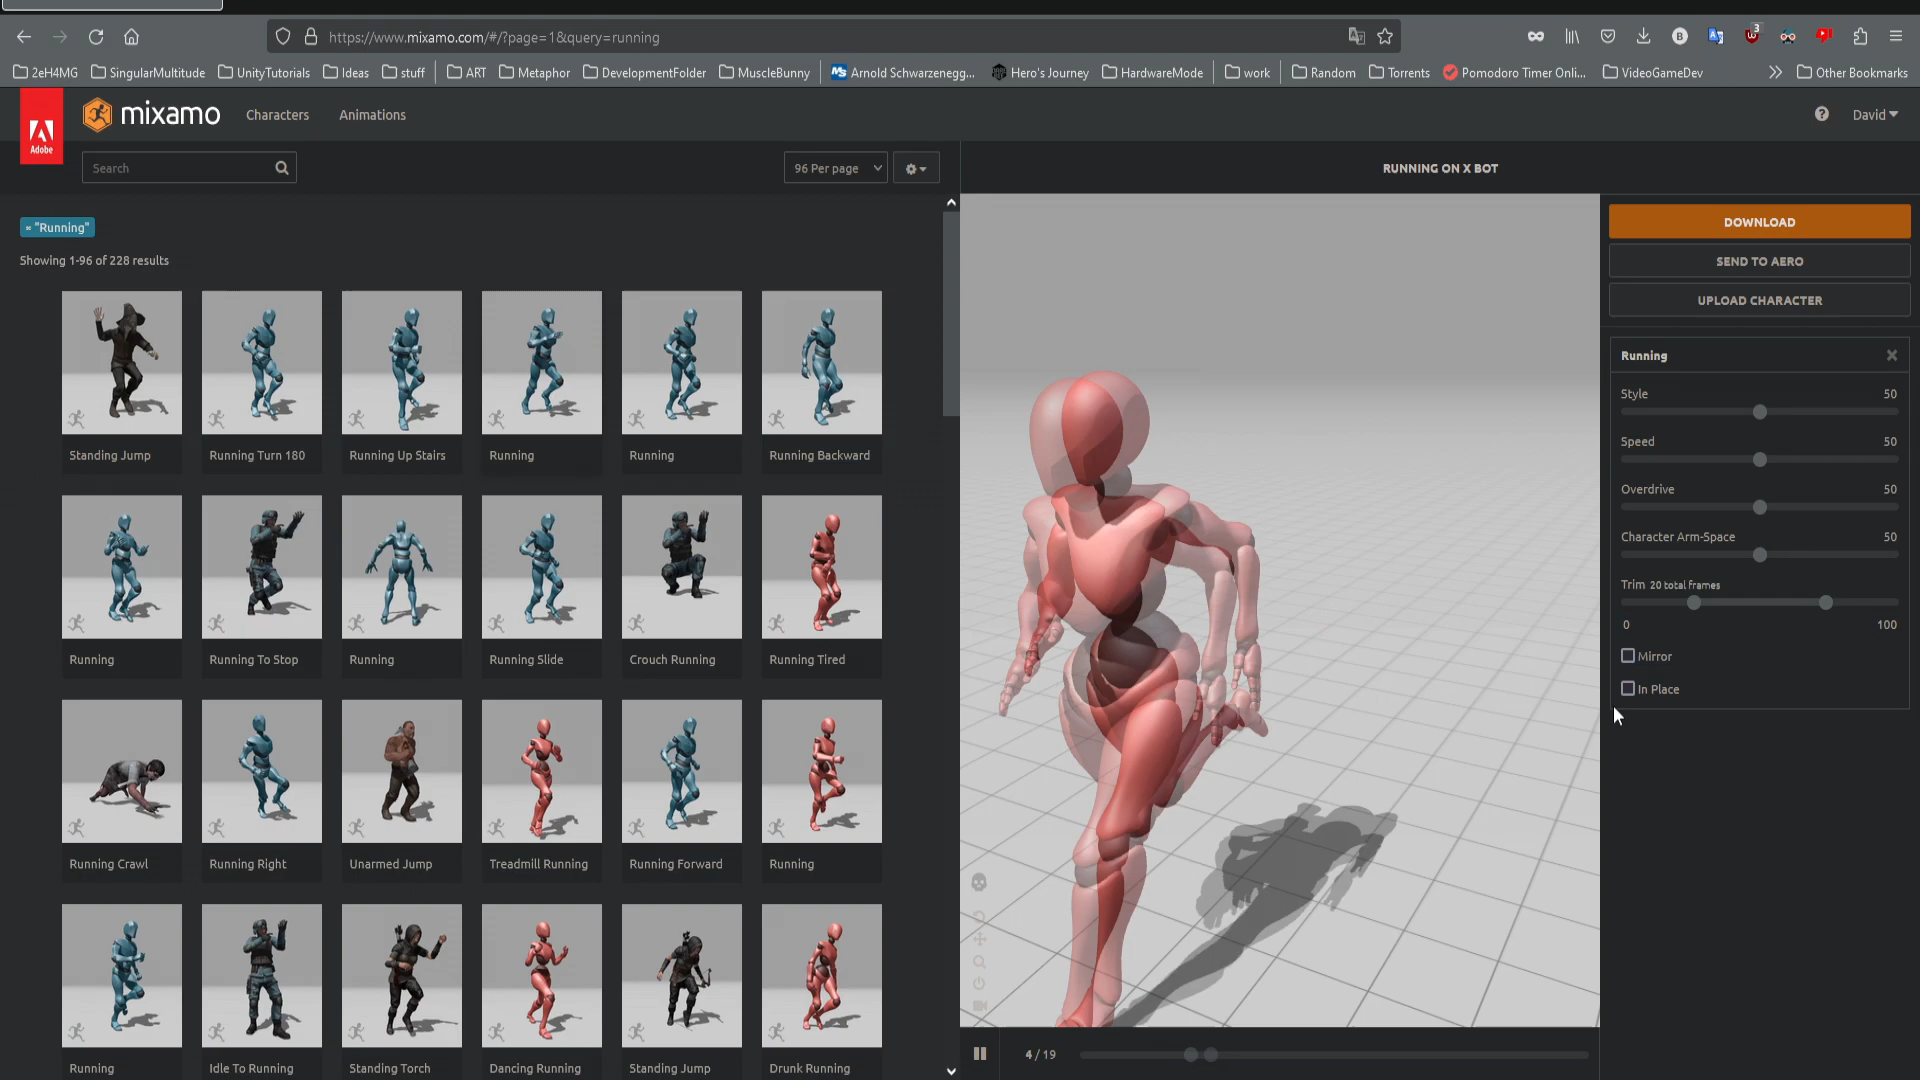 https://www.mixamo.com/#/?page=1&query=running
3
2eH4MG SingularMultitude UnityTutorials Ideas stuff ART Metaphor DevelopmentFolder MuscleBunny Arnold Schwarzenegg... Hero's Journey HardwareMode work Random Torrents Pomodoro Timer Onli... VideoGameDev Other Bookmarks
Adobe
mixamo Characters Animations David
Search 96 Per page
RUNNING ON X BOT
"Running"
Showing 1-96 of 228 results
Standing Jump Running Turn 180 Running Up Stairs Running Running Running Backward
Running Running To Stop Running Running Slide Crouch Running Running Tired
Running Crawl Running Right Unarmed Jump Treadmill Running Running Forward Running
Running Idle To Running Standing Torch Dancing Running Standing Jump Drunk Running
4 / 19
DOWNLOAD
SEND TO AERO
UPLOAD CHARACTER
Running
Style 50
Speed 50
Overdrive 50
Character Arm-Space 50
Trim 20 total frames
0 100
Mirror
In Place